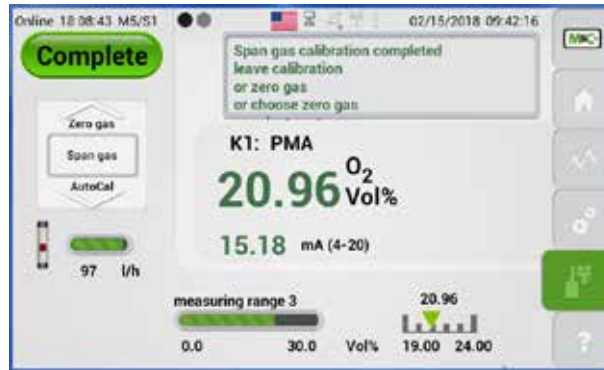 Online 18:08:43 M5/S1
02/15/2018 09:42:16
Complete
Span gas calibration completed
leave calibration
or zero gas
or choose zero gas
Zero gas
Span gas
AutoCal
K1: PMA
20.96 O2 Vol%
15.18 mA (4-20)
97 l/h
measuring range 3
20.96
0.0 30.0 Vol% 19.00 24.00
?